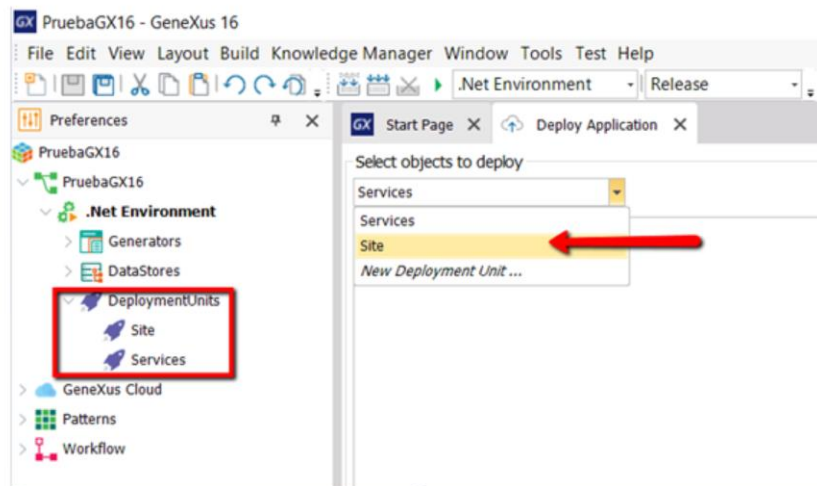 GX PruebaGX16 - GeneXus 16
File Edit View Layout Build Knowledge Manager Window Tools Test Help
.Net Environment Release
Preferences
PruebaGX16
PruebaGX16
.Net Environment
Generators
DataStores
DeploymentUnits
Site
Services
GeneXus Cloud
Patterns
Workflow
GX Start Page Deploy Application
Select objects to deploy
Services
Services
Site
New Deployment Unit ...